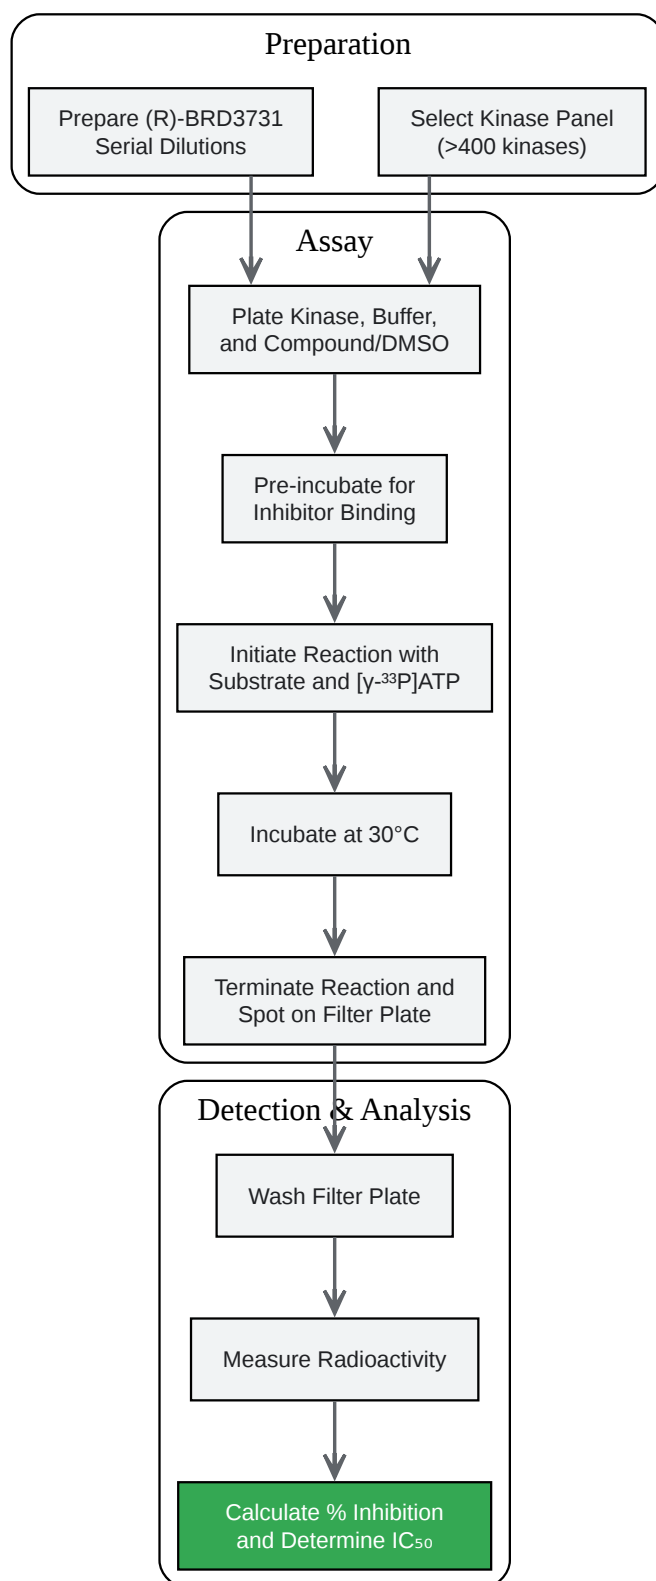 Preparation
Prepare (R)-BRD3731
Serial Dilutions
Select Kinase Panel
(>400 kinases)
Assay
Plate Kinase, Buffer,
and Compound/DMSO
Pre-incubate for
Inhibitor Binding
Initiate Reaction with
Substrate and [γ-³³P]ATP
Incubate at 30°C
Terminate Reaction and
Spot on Filter Plate
Detection & Analysis
Wash Filter Plate
Measure Radioactivity
Calculate % Inhibition
and Determine IC₅₀